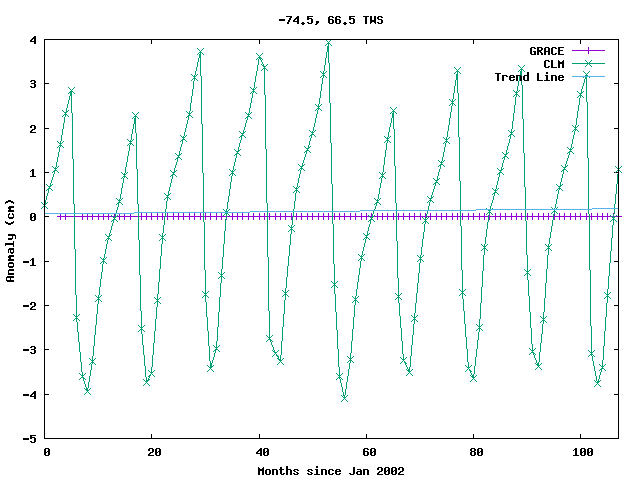 -74.5, 66.5 TWS
GRACE
CLM
Trend Line
4
3
2
1
0
-1
-2
-3
-4
-5
Anomaly (cm)
0 20 40 60 80 100
Months since Jan 2002